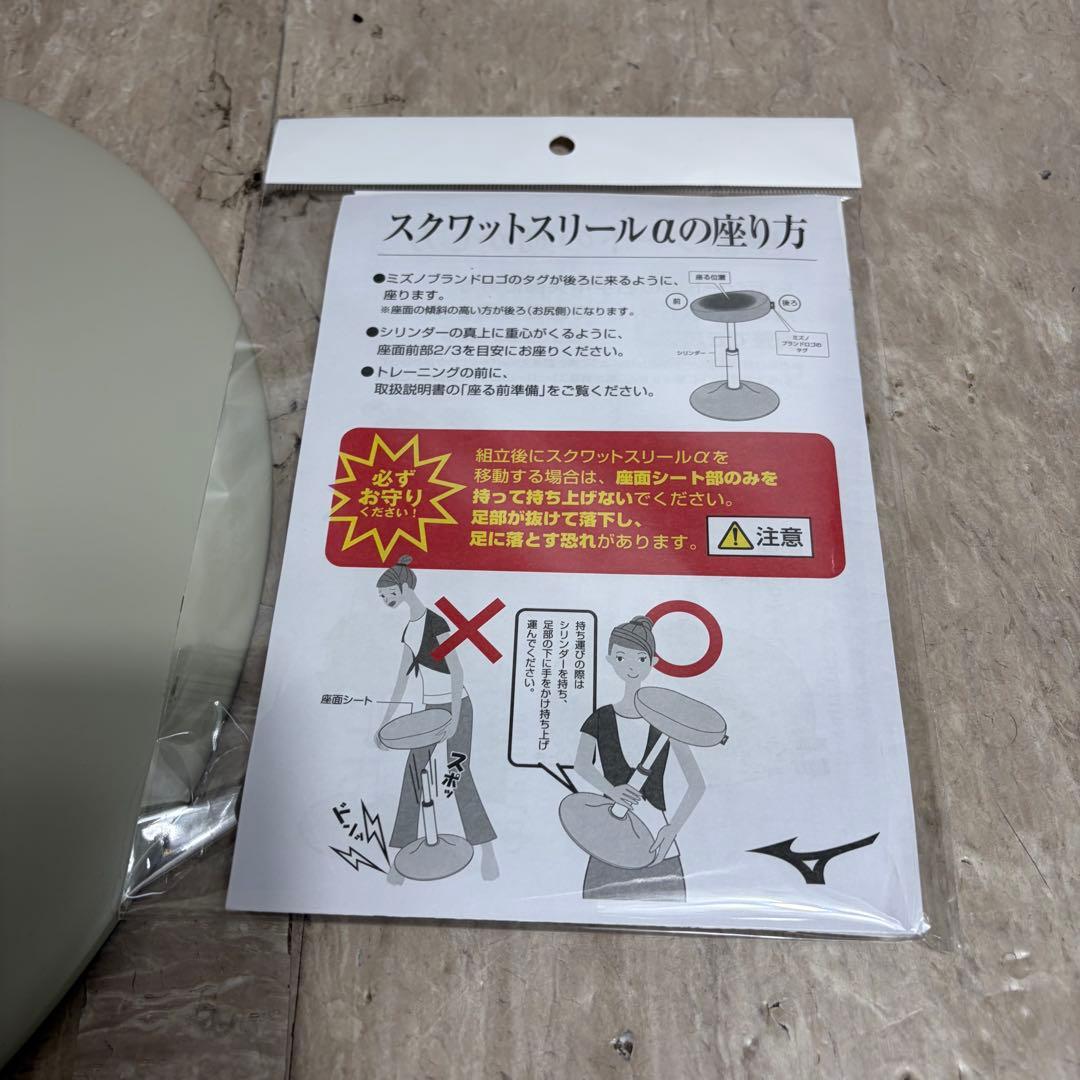 スクワットスリールαの座り方
●ミズノブランドロゴのタグが後ろに来るように、
座ります。
※座面の傾斜の高い方が後ろ(お尻側)になります。
●シリンダーの真上に重心がくるように、
座面前部2/3を目安にお座りください。
●トレーニングの前に、
取扱説明書の「座る前準備」をご覧ください。
座る位置
前
後ろ
シリンダー
ミズノ
ブランドロゴの
タグ
必ず
お守り
ください!
組立後にスクワットスリールαを
移動する場合は、座面シート部のみを
持って持ち上げないでください。
足部が抜けて落下し、
足に落とす恐れがあります。
注意
座面シート
スポッ
ドンッ
持ち運びの際は
シリンダーを持ち、
足部の下に手をかけ持ち上げ
運んでください。